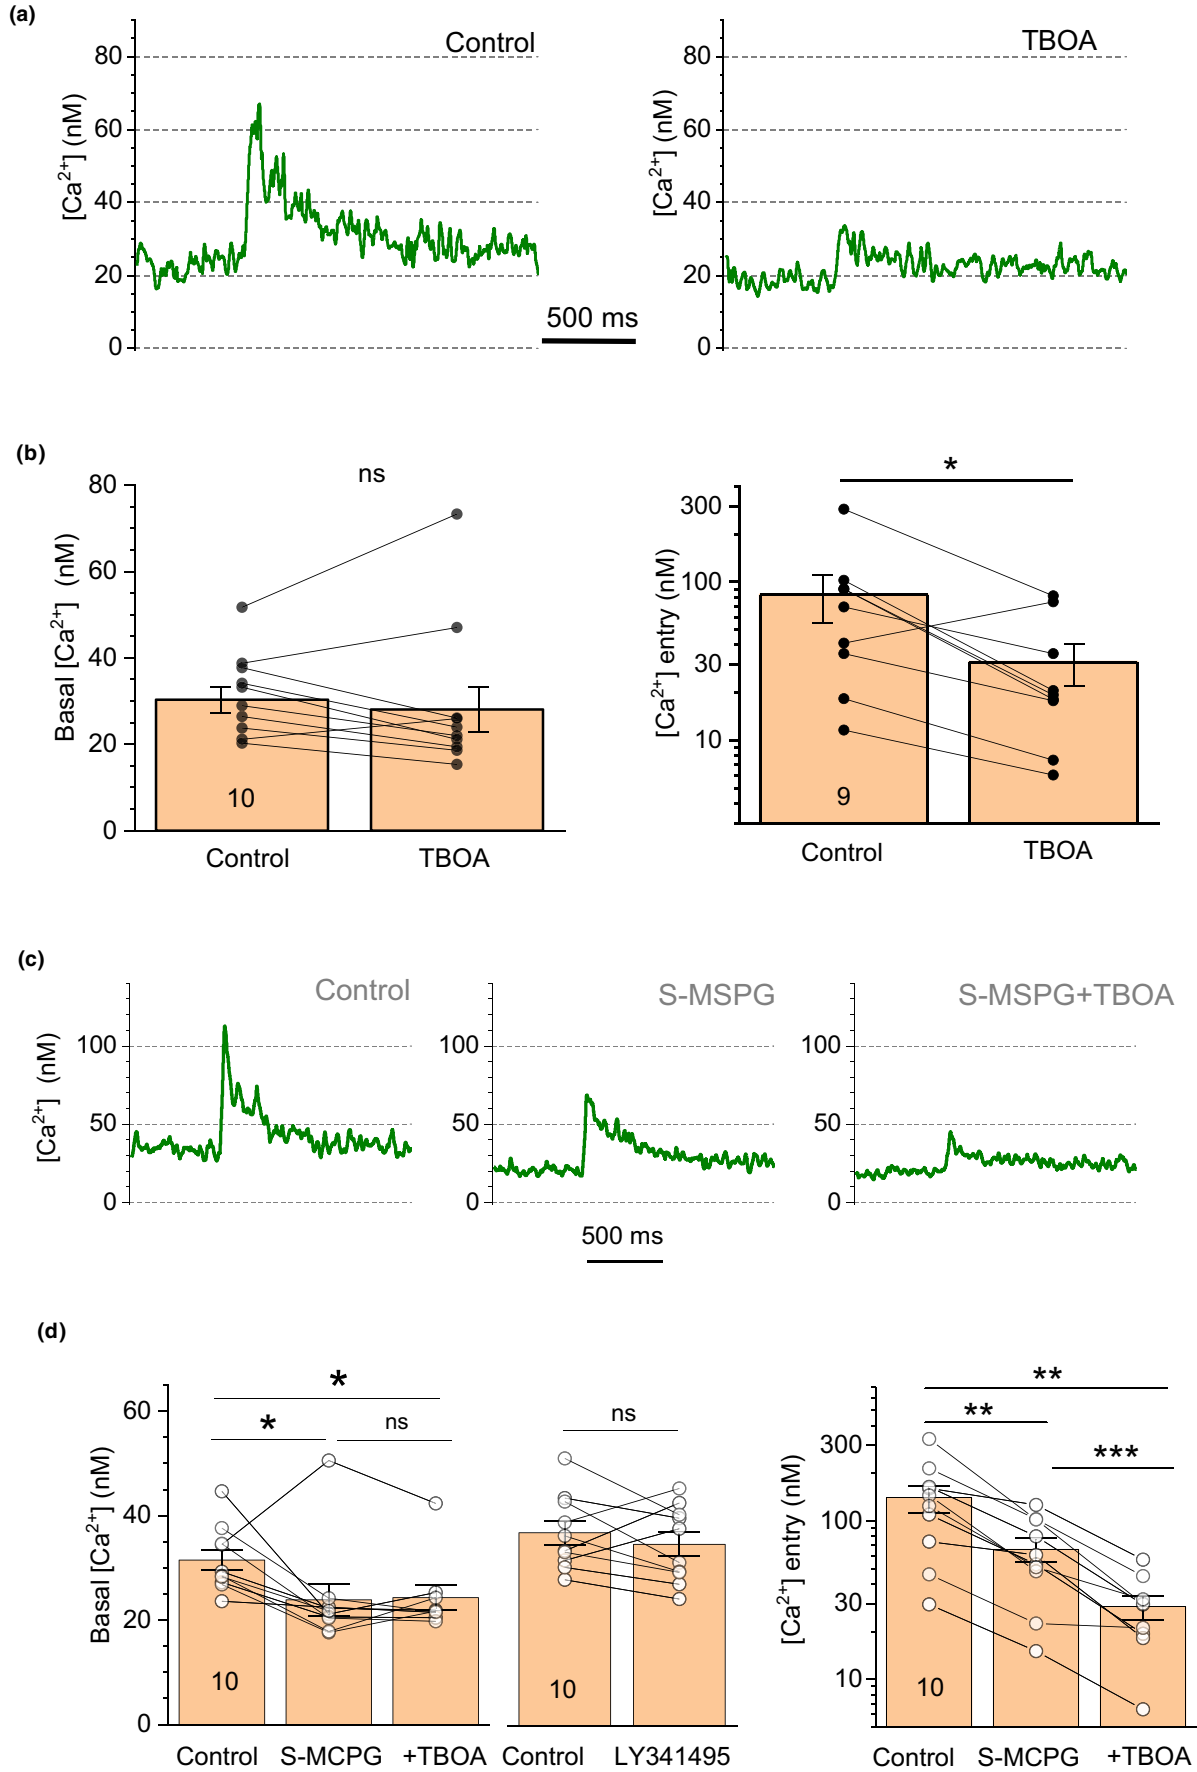 (a)
Control
TBOA
[Ca²⁺] (nM)
80
60
40
20
0
[Ca²⁺] (nM)
80
60
40
20
0
500 ms
(b)
ns
Basal [Ca²⁺] (nM)
80
60
40
20
0
10
Control
TBOA
*
[Ca²⁺] entry (nM)
300
100
30
10
9
Control
TBOA
(c)
Control
S-MSPG
S-MSPG+TBOA
[Ca²⁺] (nM)
100
50
0
100
50
0
100
50
0
500 ms
(d)
*
*
ns
Basal [Ca²⁺] (nM)
60
40
20
0
10
Control
S-MCPG
+TBOA
ns
10
Control
LY341495
**
**
***
[Ca²⁺] entry (nM)
300
100
30
10
10
Control
S-MCPG
+TBOA